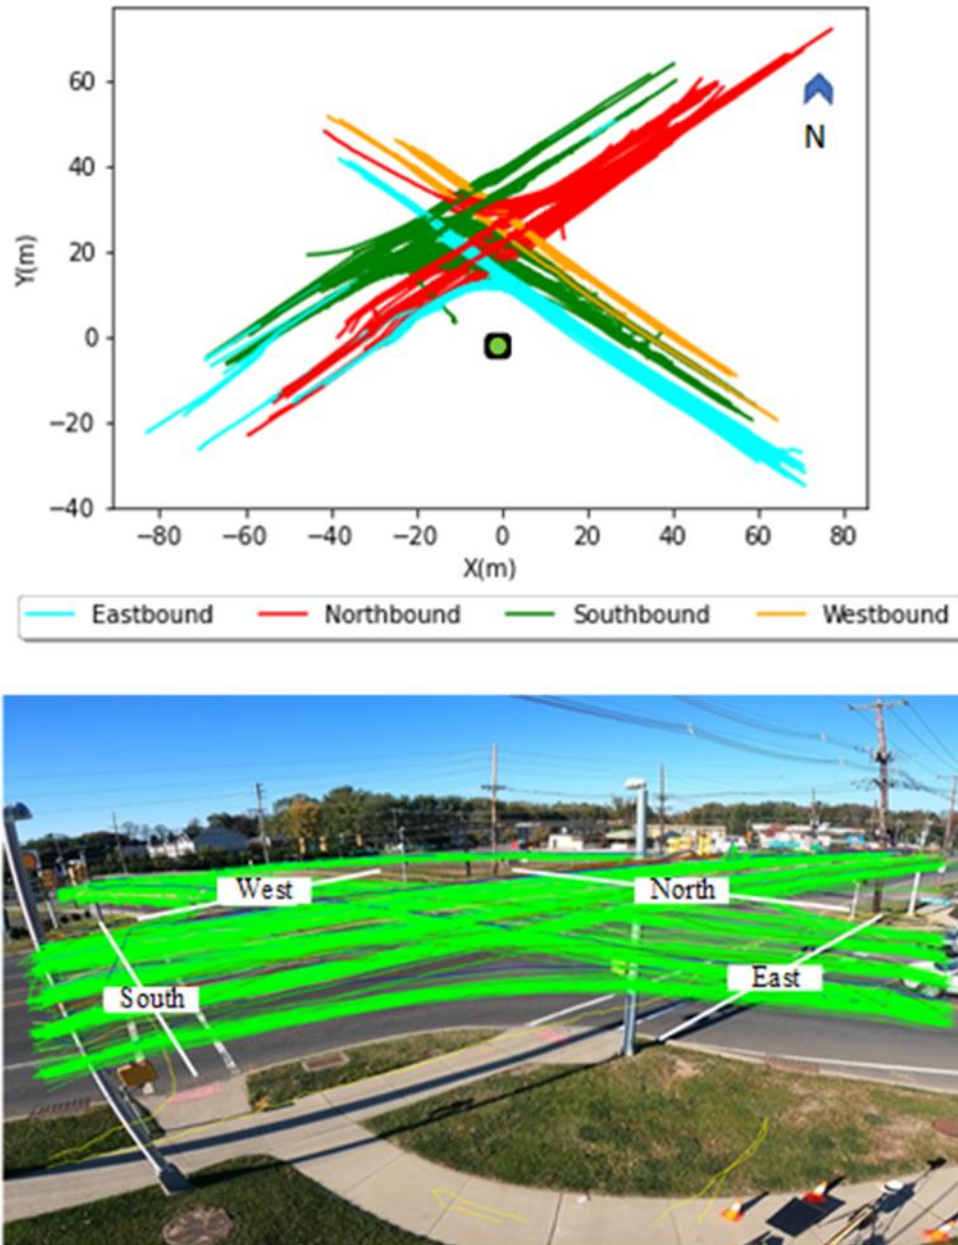 60
40
20
0
−20
−40
Y(m)
N
−80 −60 −40 −20 0 20 40 60 80
X(m)
Eastbound Northbound Southbound Westbound
West North
South East